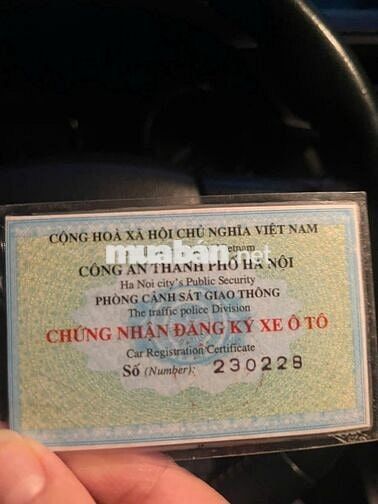 CỘNG HOÀ XÃ HỘI CHỦ NGHĨA VIỆT NAM
muaban.net
CÔNG AN THÀNH PHỐ HÀ NỘI
Ha Noi city's Public Security
PHÒNG CẢNH SÁT GIAO THÔNG
The traffic police Division
CHỨNG NHẬN ĐĂNG KÝ XE Ô TÔ
Car Registration Certificate
Số (Number): 230228